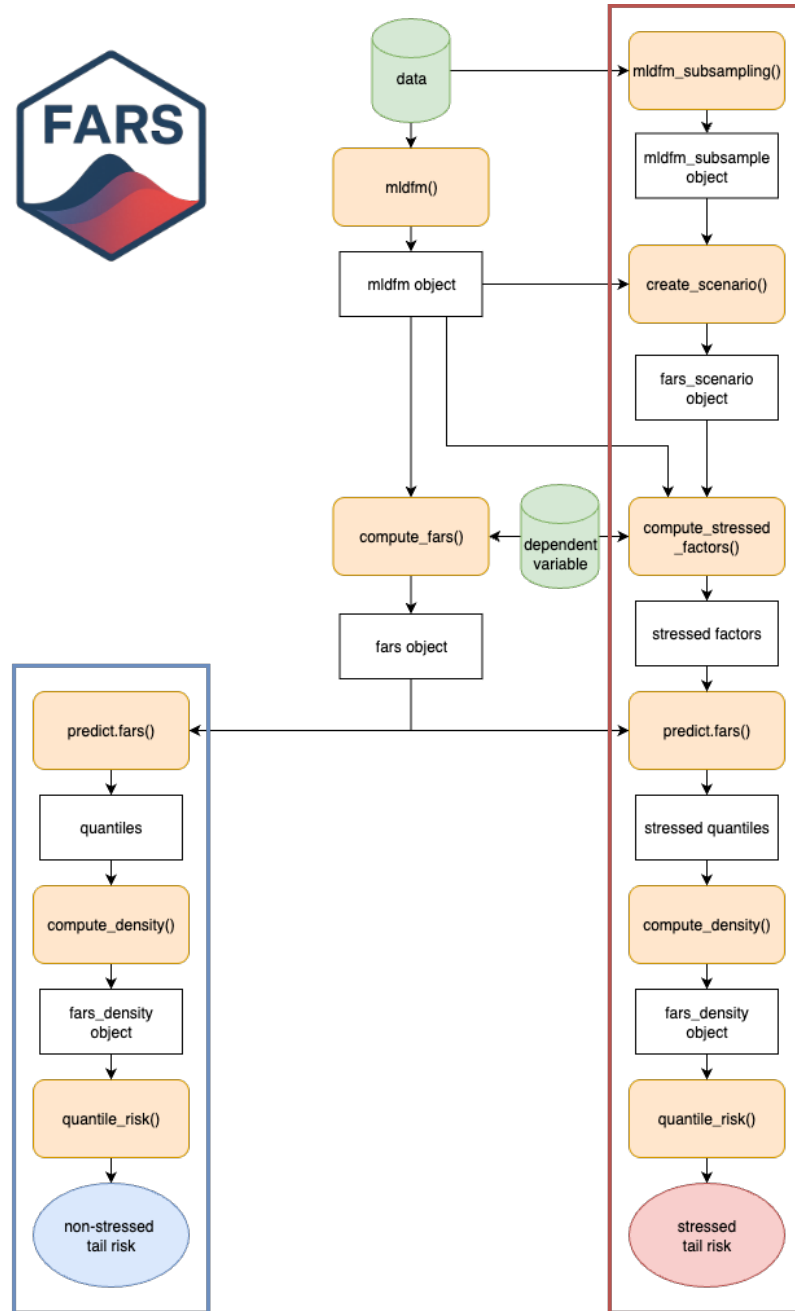 FARS
data
mldfm_subsampling()
mldfm()
mldfm_subsample
object
mldfm object
create_scenario()
fars_scenario
object
compute_fars()
dependent
variable
compute_stressed
_factors()
fars object
stressed factors
predict.fars()
predict.fars()
quantiles
stressed quantiles
compute_density()
compute_density()
fars_density
object
fars_density
object
quantile_risk()
quantile_risk()
non-stressed
tail risk
stressed
tail risk